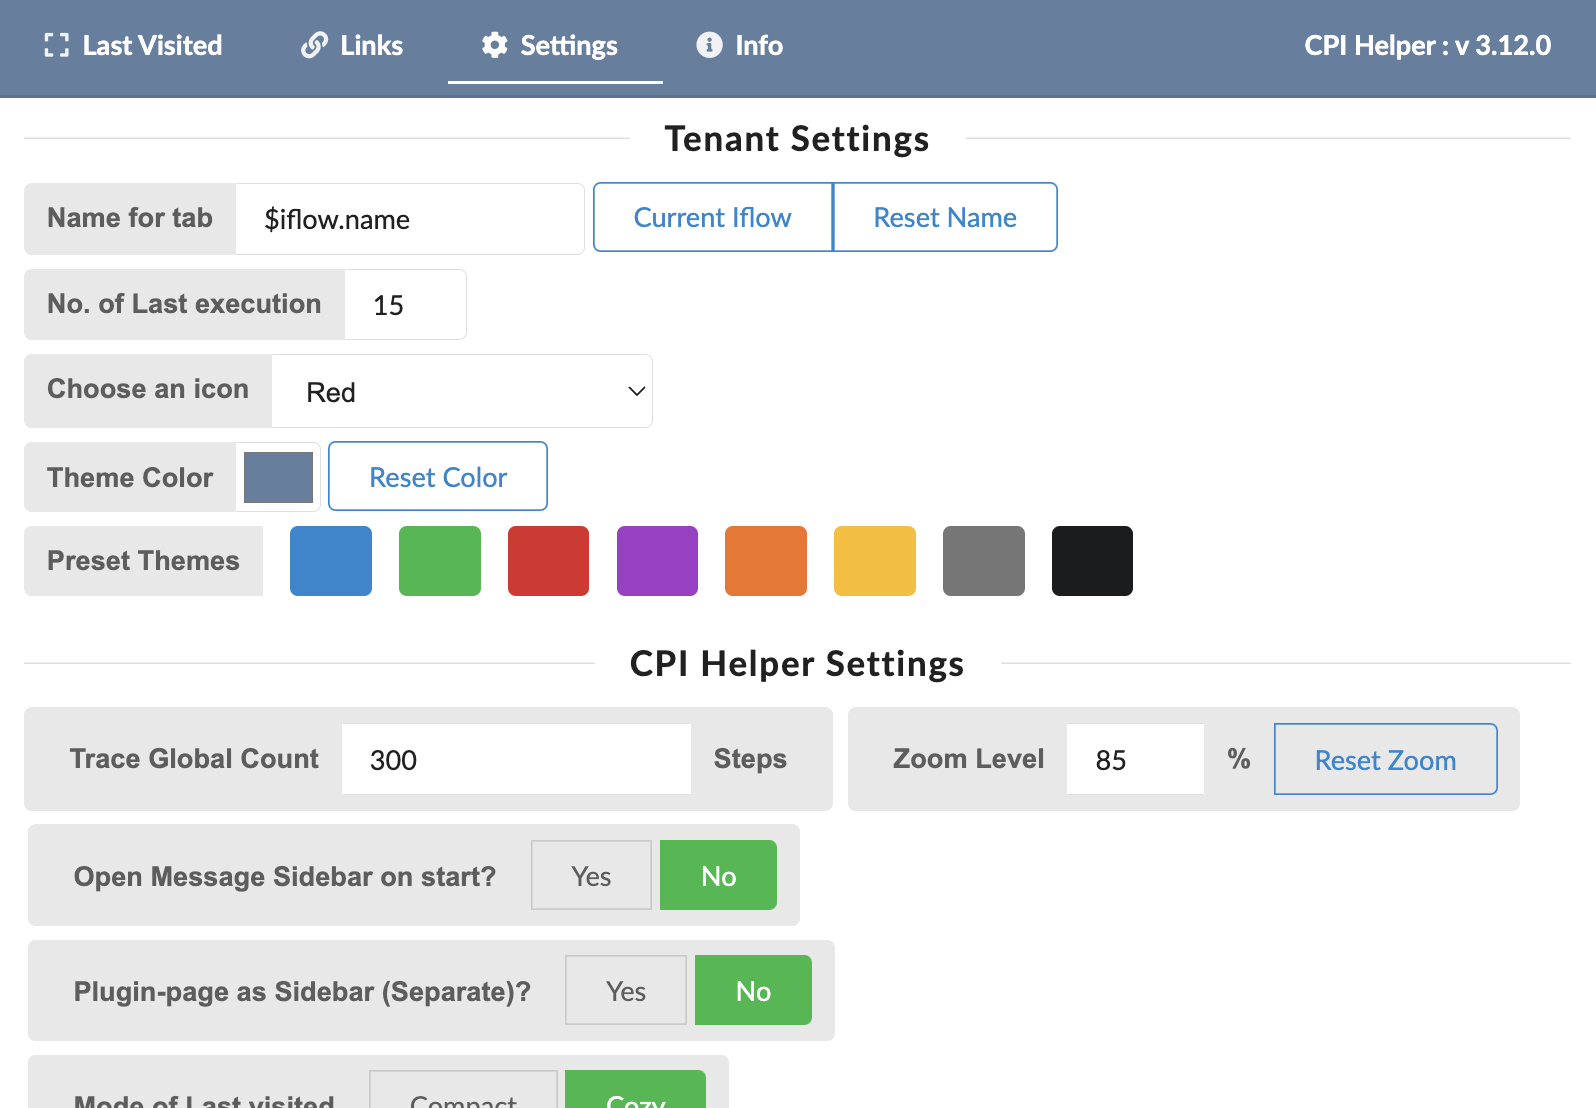 Last Visited Links Settings Info CPI Helper : v 3.12.0
Tenant Settings
Name for tab $iflow.name Current Iflow Reset Name
No. of Last execution 15
Choose an icon Red
Theme Color Reset Color
Preset Themes
CPI Helper Settings
Trace Global Count 300 Steps Zoom Level 85 % Reset Zoom
Open Message Sidebar on start? Yes No
Plugin-page as Sidebar (Separate)? Yes No
Mode of Last visited Compact Cozy